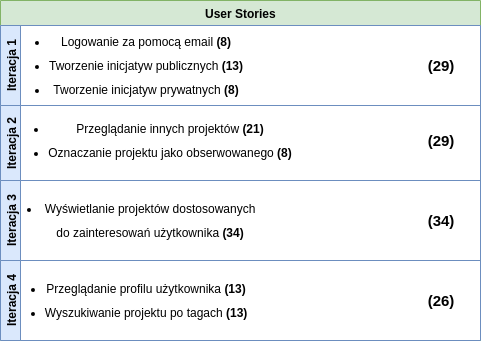 User Stories
Iteracja 1
• Logowanie za pomocą email (8)
• Tworzenie inicjatyw publicznych (13)
• Tworzenie inicjatyw prywatnych (8)
(29)
Iteracja 2
• Przeglądanie innych projektów (21)
• Oznaczanie projektu jako obserwowanego (8)
(29)
Iteracja 3
• Wyświetlanie projektów dostosowanych
do zainteresowań użytkownika (34)
(34)
Iteracja 4
• Przeglądanie profilu użytkownika (13)
• Wyszukiwanie projektu po tagach (13)
(26)